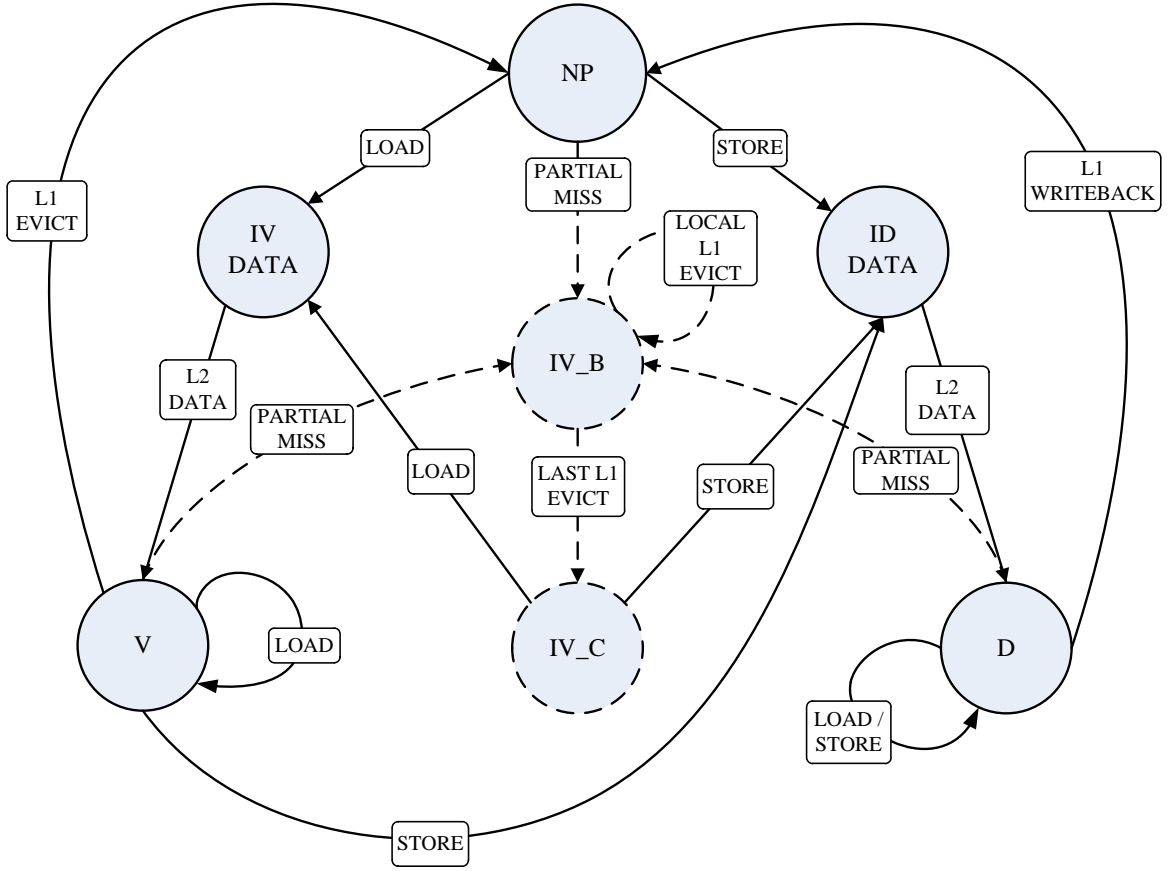 NP
LOAD
STORE
PARTIAL
MISS
L1
EVICT
L1
WRITEBACK
IV
DATA
LOCAL
L1
EVICT
ID
DATA
IV_B
L2
DATA
L2
DATA
PARTIAL
MISS
LOAD
LAST L1
EVICT
STORE
PARTIAL
MISS
V
LOAD
IV_C
D
LOAD /
STORE
STORE